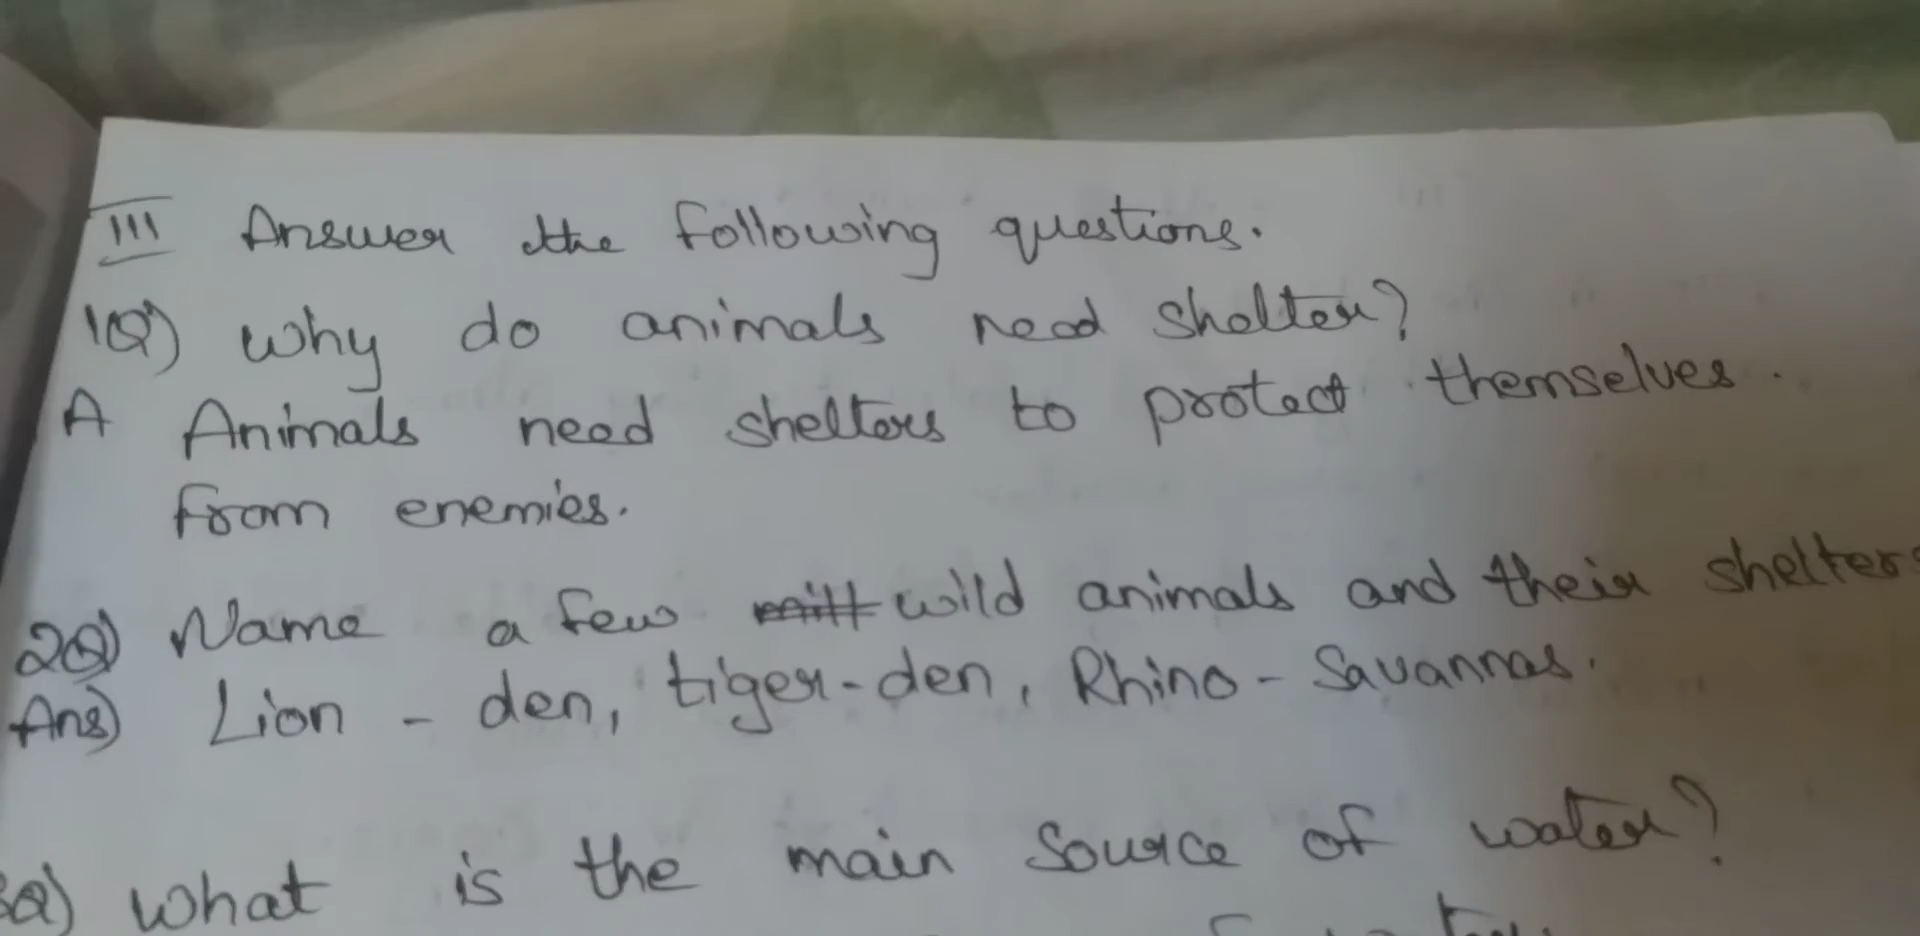 III Answer the following questions.
1Q) Why do animals need shelter?
A Animals need shelters to protect themselves.
from enemies.
2Q) Name a few wild animals and their shelters
Ans) Lion - den, tiger-den, Rhino - Savannas.
3Q) What is the main source of water?